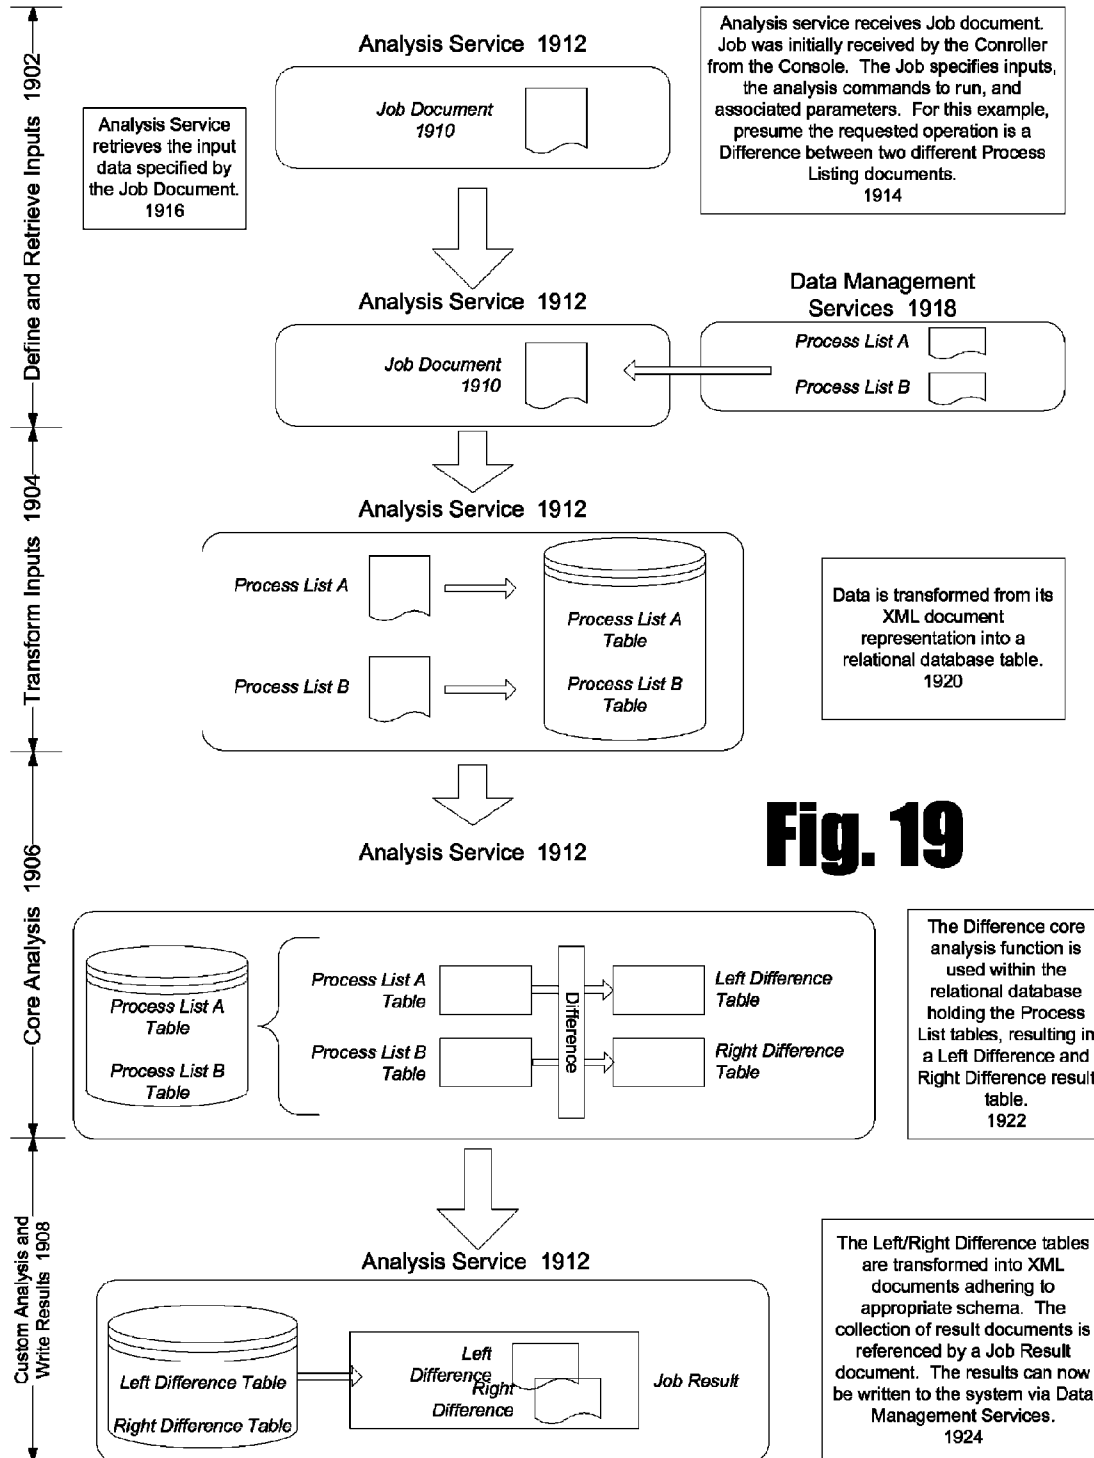 Define and Retrieve Inputs 1902
Analysis Service 1912
Job Document
1910
Analysis service receives Job document.
Job was initially received by the Conroller
from the Console. The Job specifies inputs,
the analysis commands to run, and
associated parameters. For this example,
presume the requested operation is a
Difference between two different Process
Listing documents.
1914
Analysis Service
retrieves the input
data specified by
the Job Document.
1916
Analysis Service 1912
Job Document
1910
Data Management
Services 1918
Process List A
Process List B
Transform Inputs 1904
Analysis Service 1912
Process List A
Process List B
Process List A
Table
Process List B
Table
Data is transformed from its
XML document
representation into a
relational database table.
1920
Fig. 19
Core Analysis 1906
Analysis Service 1912
Process List A
Table
Process List B
Table
Process List A
Table
Process List B
Table
Difference
Left Difference
Table
Right Difference
Table
The Difference core
analysis function is
used within the
relational database
holding the Process
List tables, resulting in
a Left Difference and
Right Difference result
table.
1922
Custom Analysis and
Write Results 1908
Analysis Service 1912
Left Difference Table
Right Difference Table
Left
Difference
Right
Difference
Job Result
The Left/Right Difference tables
are transformed into XML
documents adhering to
appropriate schema. The
collection of result documents is
referenced by a Job Result
document. The results can now
be written to the system via Data
Management Services.
1924